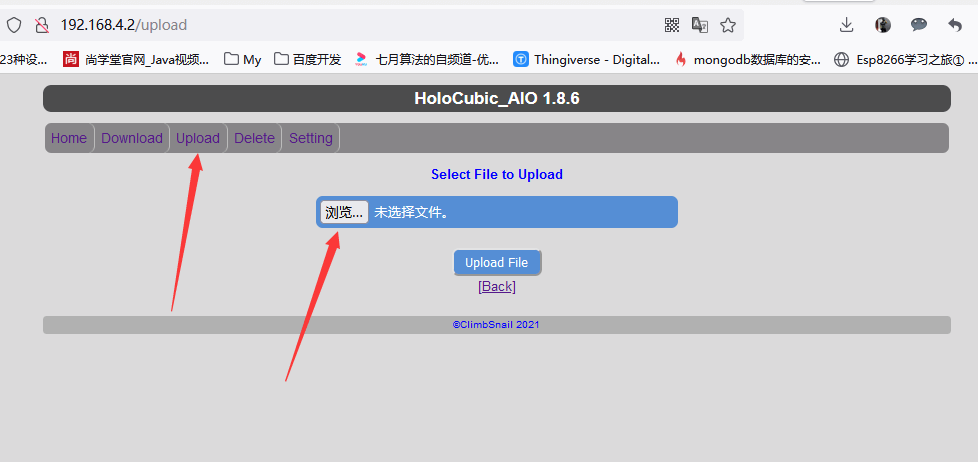 192.168.4.2/upload
23种设... 尚 尚学堂官网_Java视频... My 百度开发 七月算法的自频道-优... Thingiverse - Digital... mongodb数据库的安... Esp8266学习之旅① ...
HoloCubic_AIO 1.8.6
Home Download Upload Delete Setting
Select File to Upload
浏览... 未选择文件。
Upload File
[Back]
©ClimbSnail 2021